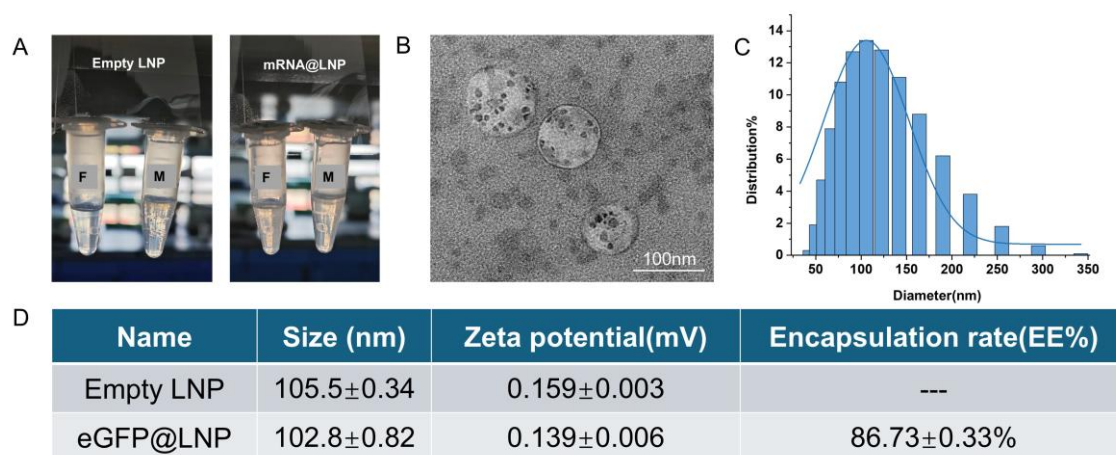 A
Empty LNP
F
M
mRNA@LNP
F
M
B
100nm
C
Distribution%
14
12
10
8
6
4
2
0
50
100
150
200
250
300
350
Diameter(nm)
D
Name Size (nm) Zeta potential(mV) Encapsulation rate(EE%)
Empty LNP 105.5±0.34 0.159±0.003 ---
eGFP@LNP 102.8±0.82 0.139±0.006 86.73±0.33%